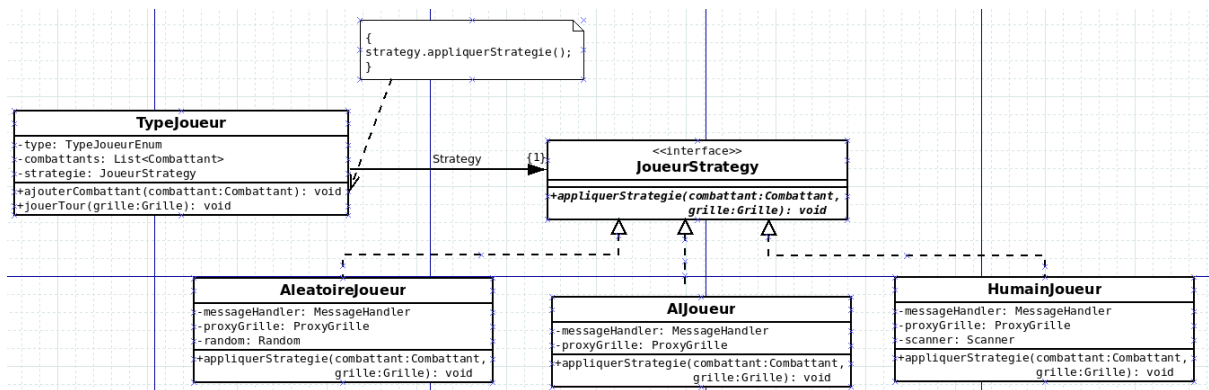 {
strategy.appliquerStrategie();
}
TypeJoueur
-type: TypeJoueurEnum
-combattants: List<Combattant>
-strategie: JoueurStrategy
+ajouterCombattant(combattant:Combattant): void
+jouerTour(grille:Grille): void
Strategy
{1}
<<interface>>
JoueurStrategy
+appliquerStrategie(combattant:Combattant,
grille:Grille): void
AleatoireJoueur
-messageHandler: MessageHandler
-proxyGrille: ProxyGrille
-random: Random
+appliquerStrategie(combattant:Combattant,
grille:Grille): void
AIJoueur
-messageHandler: MessageHandler
-proxyGrille: ProxyGrille
+appliquerStrategie(combattant:Combattant,
grille:Grille): void
HumainJoueur
-messageHandler: MessageHandler
-proxyGrille: ProxyGrille
-scanner: Scanner
+appliquerStrategie(combattant:Combattant,
grille:Grille): void